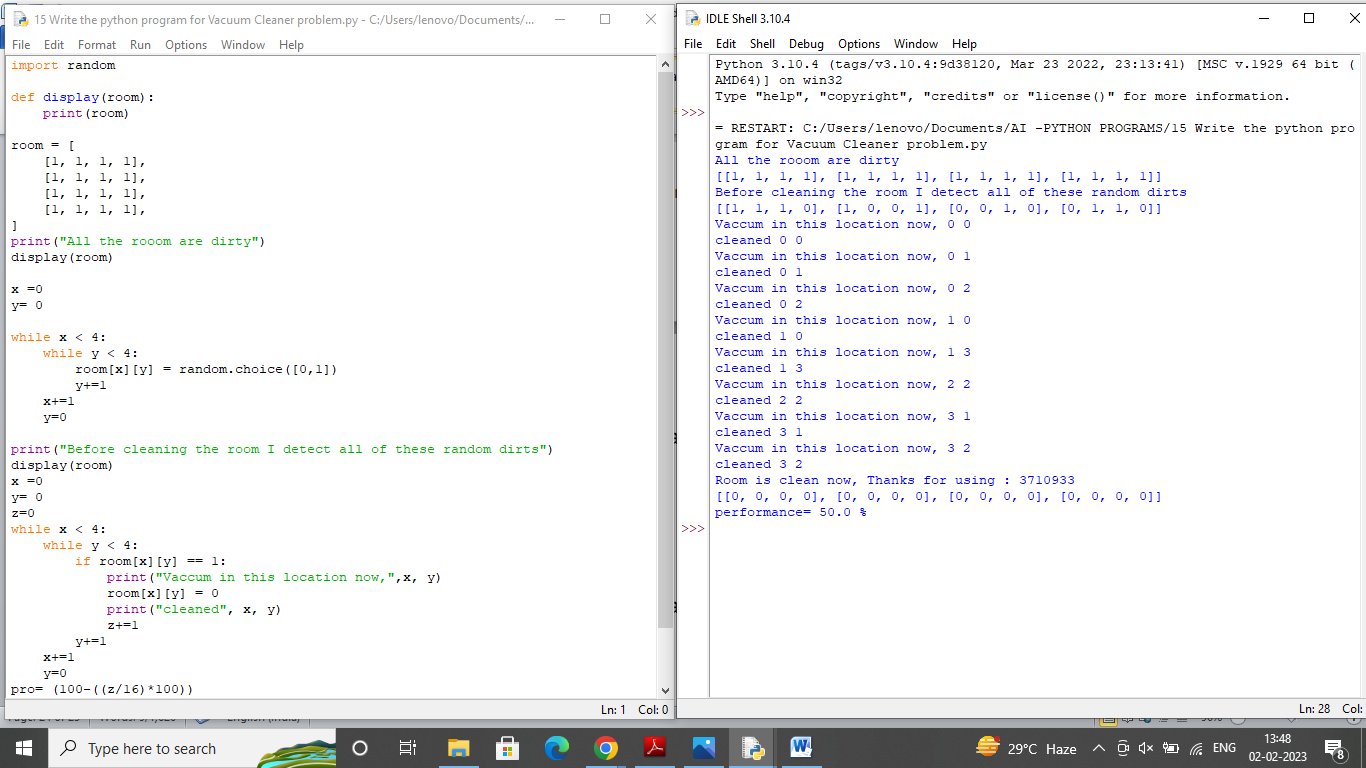 15 Write the python program for Vacuum Cleaner problem.py - C:/Users/lenovo/Documents/...
File Edit Format Run Options Window Help
import random
def display(room):
    print(room)
room = [
    [1, 1, 1, 1],
    [1, 1, 1, 1],
    [1, 1, 1, 1],
    [1, 1, 1, 1],
]
print("All the rooom are dirty")
display(room)
x =0
y= 0
while x < 4:
    while y < 4:
        room[x][y] = random.choice([0,1])
        y+=1
    x+=1
    y=0
print("Before cleaning the room I detect all of these random dirts")
display(room)
x =0
y= 0
z=0
while x < 4:
    while y < 4:
        if room[x][y] == 1:
            print("Vaccum in this location now,",x, y)
            room[x][y] = 0
            print("cleaned", x, y)
            z+=1
        y+=1
    x+=1
    y=0
pro= (100-((z/16)*100))
Ln: 1 Col: 0
IDLE Shell 3.10.4
File Edit Shell Debug Options Window Help
Python 3.10.4 (tags/v3.10.4:9d38120, Mar 23 2022, 23:13:41) [MSC v.1929 64 bit (
AMD64)] on win32
Type "help", "copyright", "credits" or "license()" for more information.
>>>
= RESTART: C:/Users/lenovo/Documents/AI -PYTHON PROGRAMS/15 Write the python pro
gram for Vacuum Cleaner problem.py
All the rooom are dirty
[[1, 1, 1, 1], [1, 1, 1, 1], [1, 1, 1, 1], [1, 1, 1, 1]]
Before cleaning the room I detect all of these random dirts
[[1, 1, 1, 0], [1, 0, 0, 1], [0, 0, 1, 0], [0, 1, 1, 0]]
Vaccum in this location now, 0 0
cleaned 0 0
Vaccum in this location now, 0 1
cleaned 0 1
Vaccum in this location now, 0 2
cleaned 0 2
Vaccum in this location now, 1 0
cleaned 1 0
Vaccum in this location now, 1 3
cleaned 1 3
Vaccum in this location now, 2 2
cleaned 2 2
Vaccum in this location now, 3 1
cleaned 3 1
Vaccum in this location now, 3 2
cleaned 3 2
Room is clean now, Thanks for using : 3710933
[[0, 0, 0, 0], [0, 0, 0, 0], [0, 0, 0, 0], [0, 0, 0, 0]]
performance= 50.0 %
>>>
Ln: 28 Col:
Type here to search
29°C Haze
ENG
13:48
02-02-2023
8